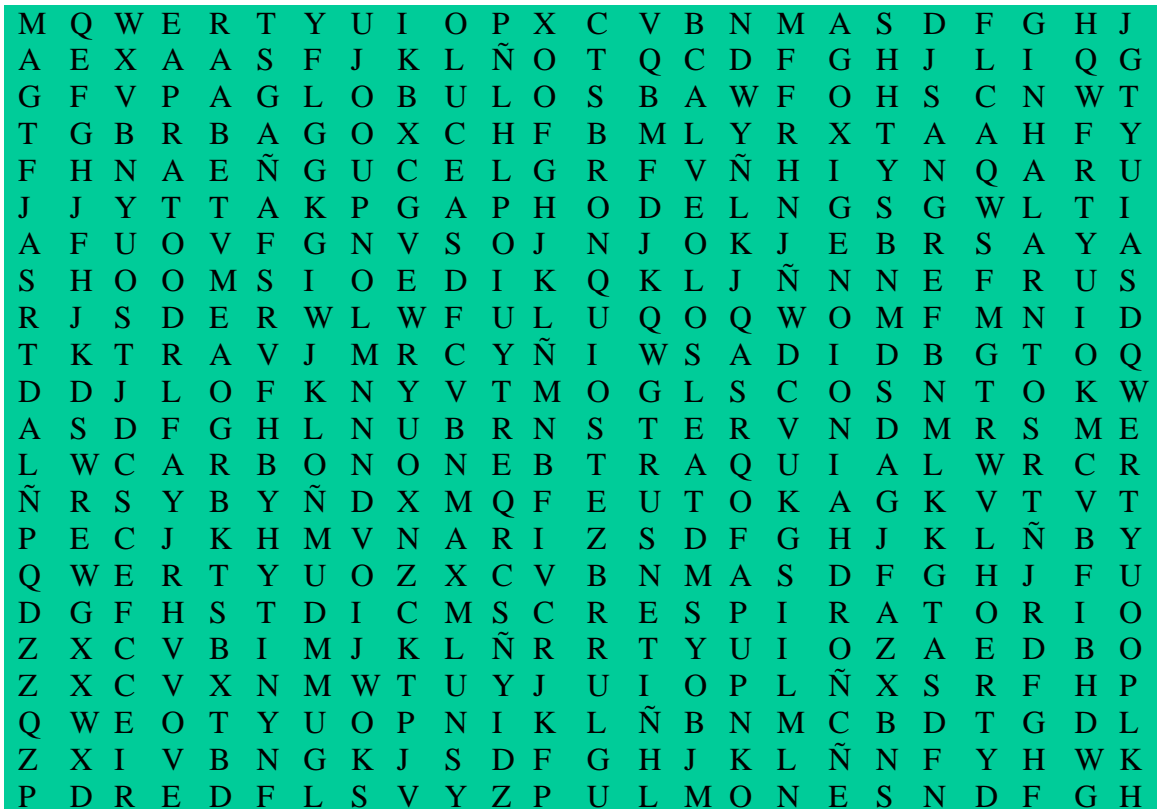 M Q W E R T Y U I O P X C V B N M A S D F G H J
A E X A A S F J K L Ñ O T Q C D F G H J L I Q G
G F V P A G L O B U L O S B A W F O H S C N W T
T G B R B A G O X C H F B M L Y R X T A A H F Y
F H N A E Ñ G U C E L G R F V Ñ H I Y N Q A R U
J J Y T T A K P G A P H O D E L N G S G W L T I
A F U O V F G N V S O J N J O K J E B R S A Y A
S H O O M S I O E D I K Q K L J Ñ N N E F R U S
R J S D E R W L W F U L U Q O Q W O M F M N I D
T K T R A V J M R C Y Ñ I W S A D I D B G T O Q
D D J L O F K N Y V T M O G L S C O S N T O K W
A S D F G H L N U B R N S T E R V N D M R S M E
L W C A R B O N O N E B T R A Q U I A L W R C R
Ñ R S Y B Y Ñ D X M Q F E U T O K A G K V T V T
P E C J K H M V N A R I Z S D F G H J K L Ñ B Y
Q W E R T Y U O Z X C V B N M A S D F G H J F U
D G F H S T D I C M S C R E S P I R A T O R I O
Z X C V B I M J K L Ñ R R T Y U I O Z A E D B O
Z X C V X N M W T U Y J U I O P L Ñ X S R F H P
Q W E O T Y U O P N I K L Ñ B N M C B D T G D L
Z X I V B N G K J S D F G H J K L Ñ N F Y H W K
P D R E D F L S V Y Z P U L M O N E S N D F G H